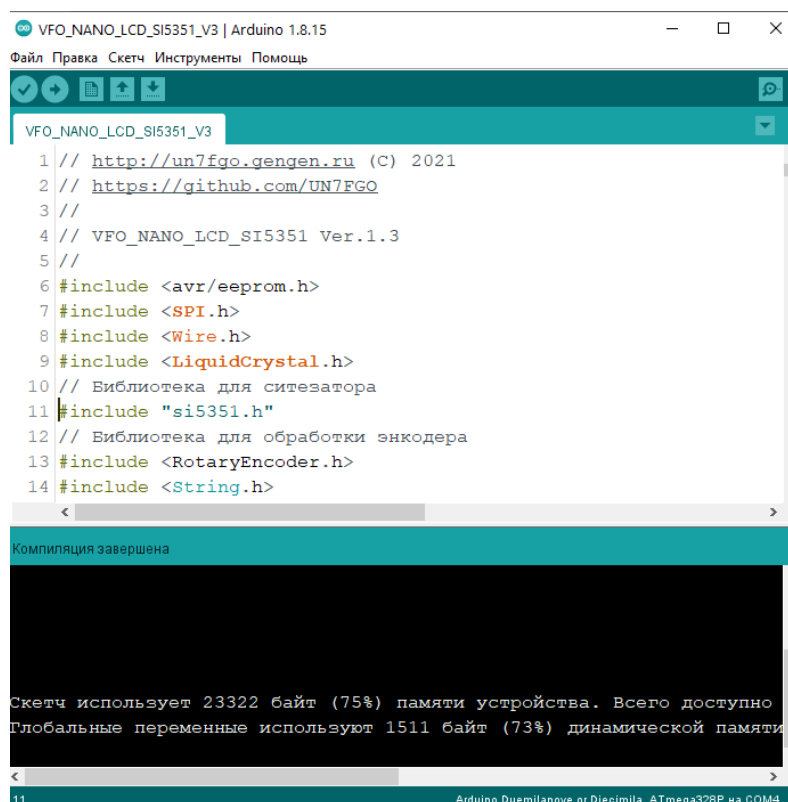 VFO_NANO_LCD_SI5351_V3 | Arduino 1.8.15
Файл Правка Скетч Инструменты Помощь
VFO_NANO_LCD_SI5351_V3
1 // http://un7fgo.gengen.ru (C) 2021
2 // https://github.com/UN7FGO
3 //
4 // VFO_NANO_LCD_SI5351 Ver.1.3
5 //
6 #include <avr/eeprom.h>
7 #include <SPI.h>
8 #include <Wire.h>
9 #include <LiquidCrystal.h>
10 // Библиотека для ситезатора
11 #include "si5351.h"
12 // Библиотека для обработки энкодера
13 #include <RotaryEncoder.h>
14 #include <String.h>
Компиляция завершена
Скетч использует 23322 байт (75%) памяти устройства. Всего доступно
Глобальные переменные используют 1511 байт (73%) динамической памяти
11 Arduino Duemilanove or Diecimila, ATmega328P на COM4